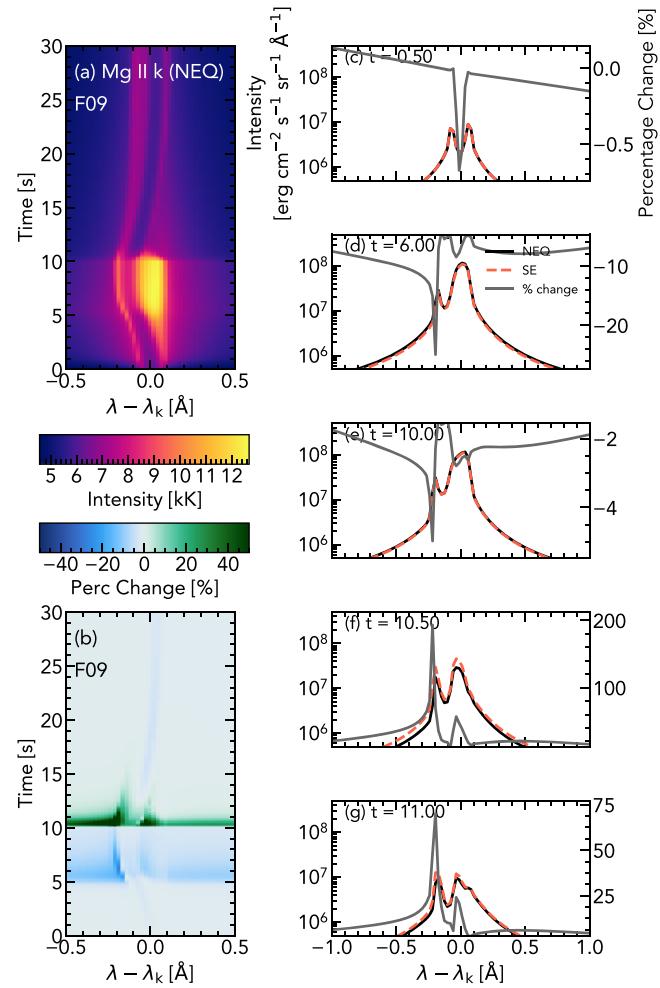 (a) Mg II k (NEQ)
F09
30
25
20
15
10
5
0
Time [s]
−0.5
0.0
0.5
λ − λk [Å]
5
6
7
8
9
10
11
12
Intensity [kK]
−40
−20
0
20
40
Perc Change [%]
(b)
F09
30
25
20
15
10
5
0
Time [s]
−0.5
0.0
0.5
λ − λk [Å]
Intensity
[erg cm−2 s−1 sr−1 Å−1]
Percentage Change [%]
(c) t = 0.50
10^8
10^6
0.0
−0.5
(d) t = 6.00
NEQ
SE
% change
10^8
10^7
10^6
−10
−20
(e) t = 10.00
10^8
10^7
10^6
−2
−4
(f) t = 10.50
10^8
10^7
10^6
200
100
(g) t = 11.00
10^8
10^7
10^6
75
50
25
−1.0
−0.5
0.0
0.5
1.0
λ − λk [Å]